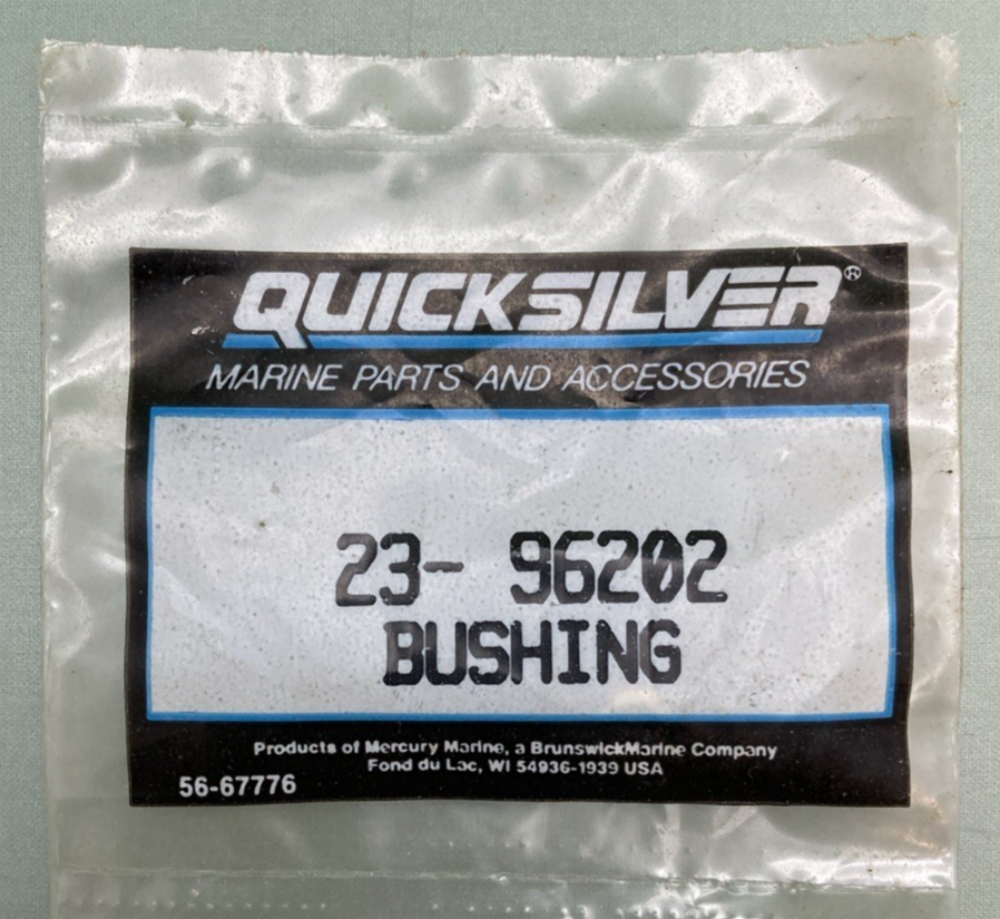 QUICKSILVER®
MARINE PARTS AND ACCESSORIES
23- 96202
BUSHING
Products of Mercury Marine, a BrunswickMarine Company
Fond du Lac, WI 54936-1939 USA
56-67776